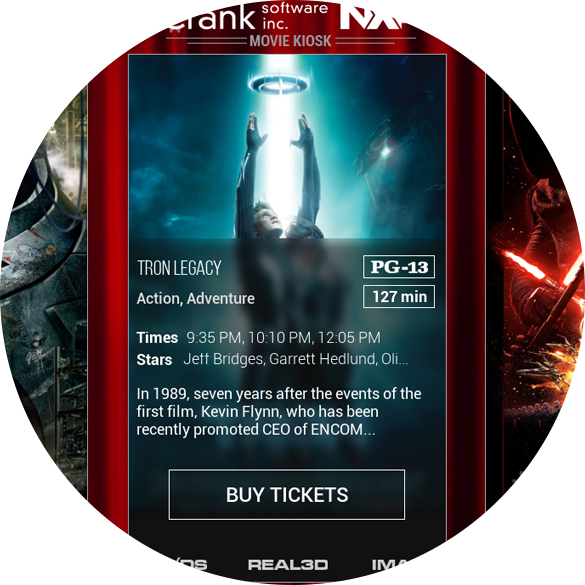 crank software
inc.
MOVIE KIOSK
TRON LEGACY
PG-13
Action, Adventure
127 min
Times 9:35 PM, 10:10 PM, 12:05 PM
Stars Jeff Bridges, Garrett Hedlund, Oli...
In 1989, seven years after the events of the
first film, Kevin Flynn, who has been
recently promoted CEO of ENCOM...
BUY TICKETS
REAL3D